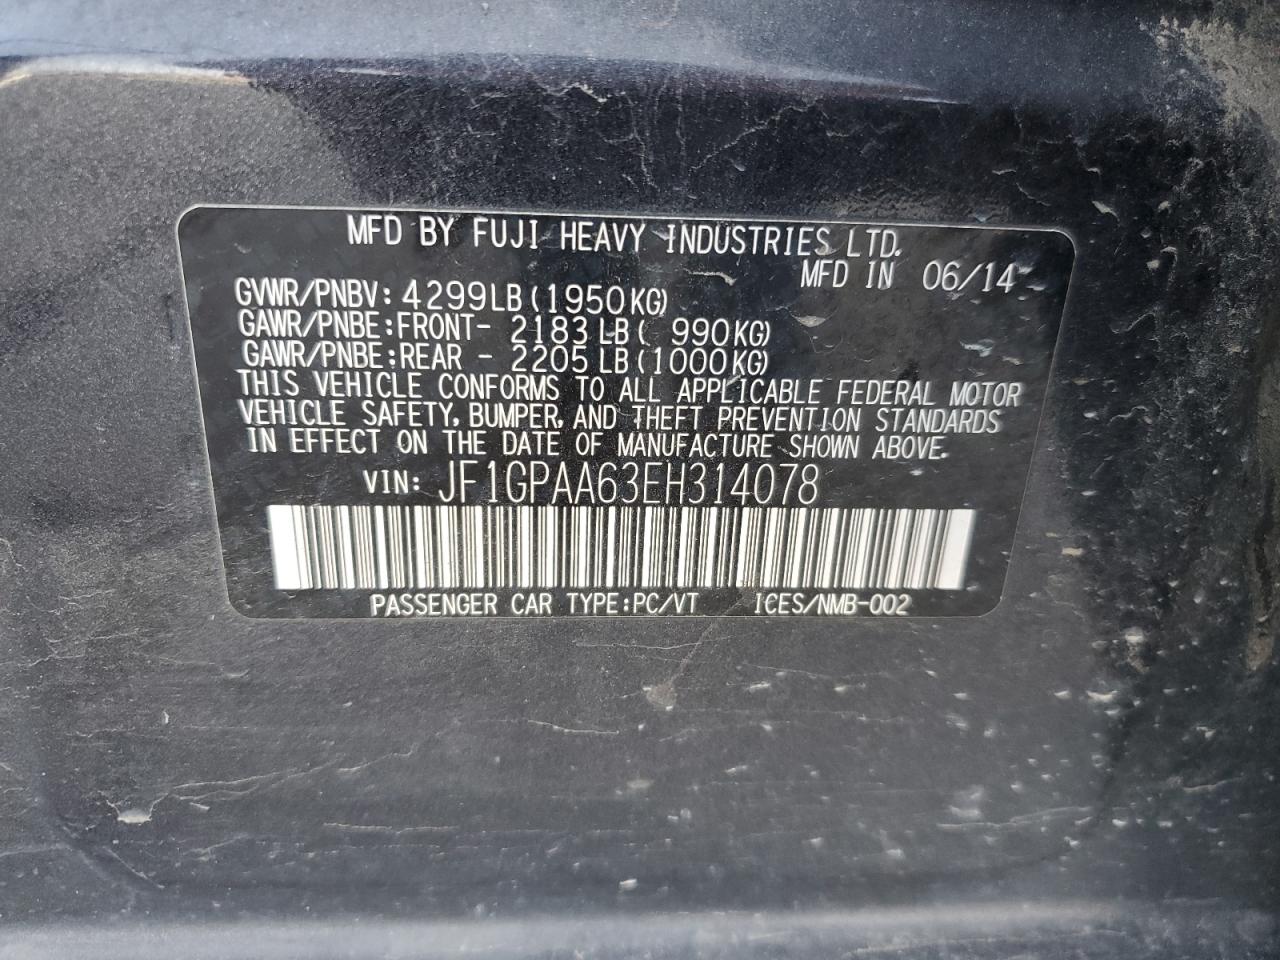 MFD BY FUJI HEAVY INDUSTRIES LTD.
MFD IN 06/14
GVWR/PNBV: 4299LB(1950KG)
GAWR/PNBE:FRONT- 2183 LB( 990KG)
GAWR/PNBE:REAR - 2205 LB(1000KG)
THIS VEHICLE CONFORMS TO ALL APPLICABLE FEDERAL MOTOR
VEHICLE SAFETY, BUMPER, AND THEFT PREVENTION STANDARDS
IN EFFECT ON THE DATE OF MANUFACTURE SHOWN ABOVE.
VIN: JF1GPAA63EH314078
PASSENGER CAR TYPE:PC/VT ICES/NMB-002